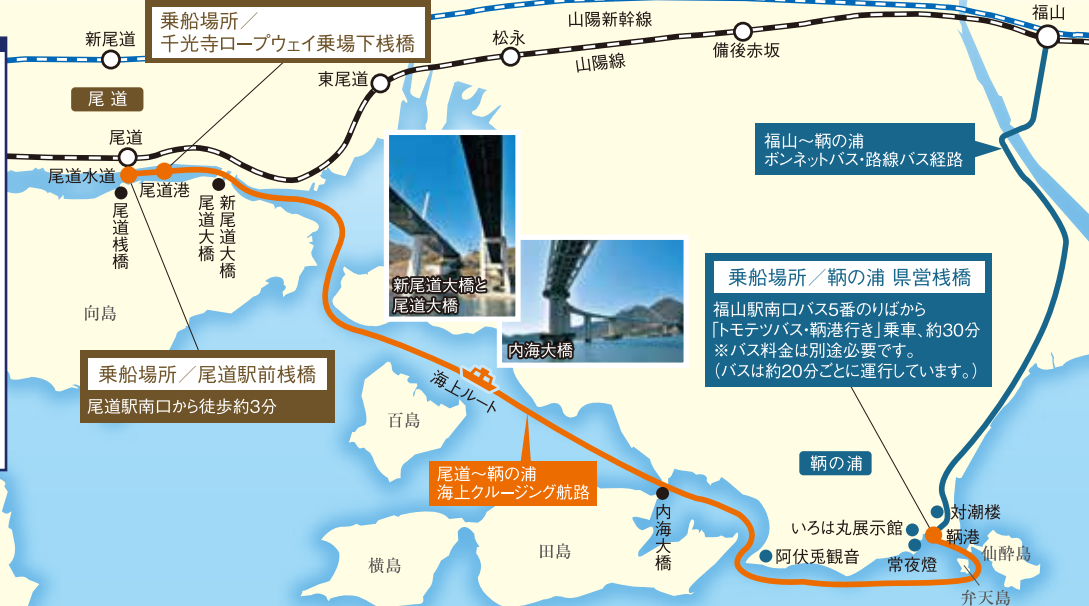 乗船場所／
千光寺ロープウェイ乗場下桟橋
山陽新幹線
福山
新尾道
松永
備後赤坂
山陽線
東尾道
尾道
尾道
福山〜鞆の浦
ボンネットバス・路線バス経路
尾道水道
尾道港
尾道桟橋
尾道大橋
新尾道大橋
新尾道大橋と
尾道大橋
内海大橋
向島
乗船場所／鞆の浦 県営桟橋
福山駅南口バス5番のりばから
「トモテツバス・鞆港行き」乗車、約30分
※バス料金は別途必要です。
（バスは約20分ごとに運行しています。）
乗船場所／尾道駅前桟橋
尾道駅南口から徒歩約3分
海上ルート
百島
尾道〜鞆の浦
海上クルージング航路
鞆の浦
内海大橋
対潮楼
いろは丸展示館
鞆港
田島
阿伏兎観音
常夜燈
仙酔島
横島
弁天島